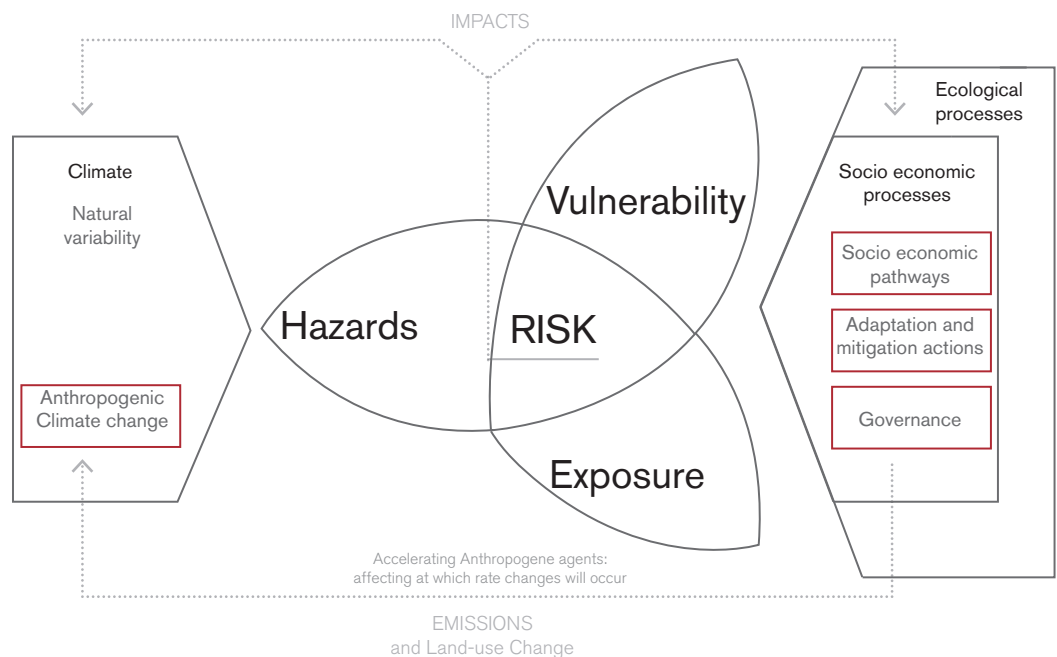 IMPACTS
Ecological
processes
Climate
Natural
variability
Socio economic
processes
Vulnerability
Socio economic
pathways
Hazards
RISK
Adaptation and
mitigation actions
Anthropogenic
Climate change
Governance
Exposure
Accelerating Anthropogene agents:
affecting at which rate changes will occur
EMISSIONS
and Land-use Change